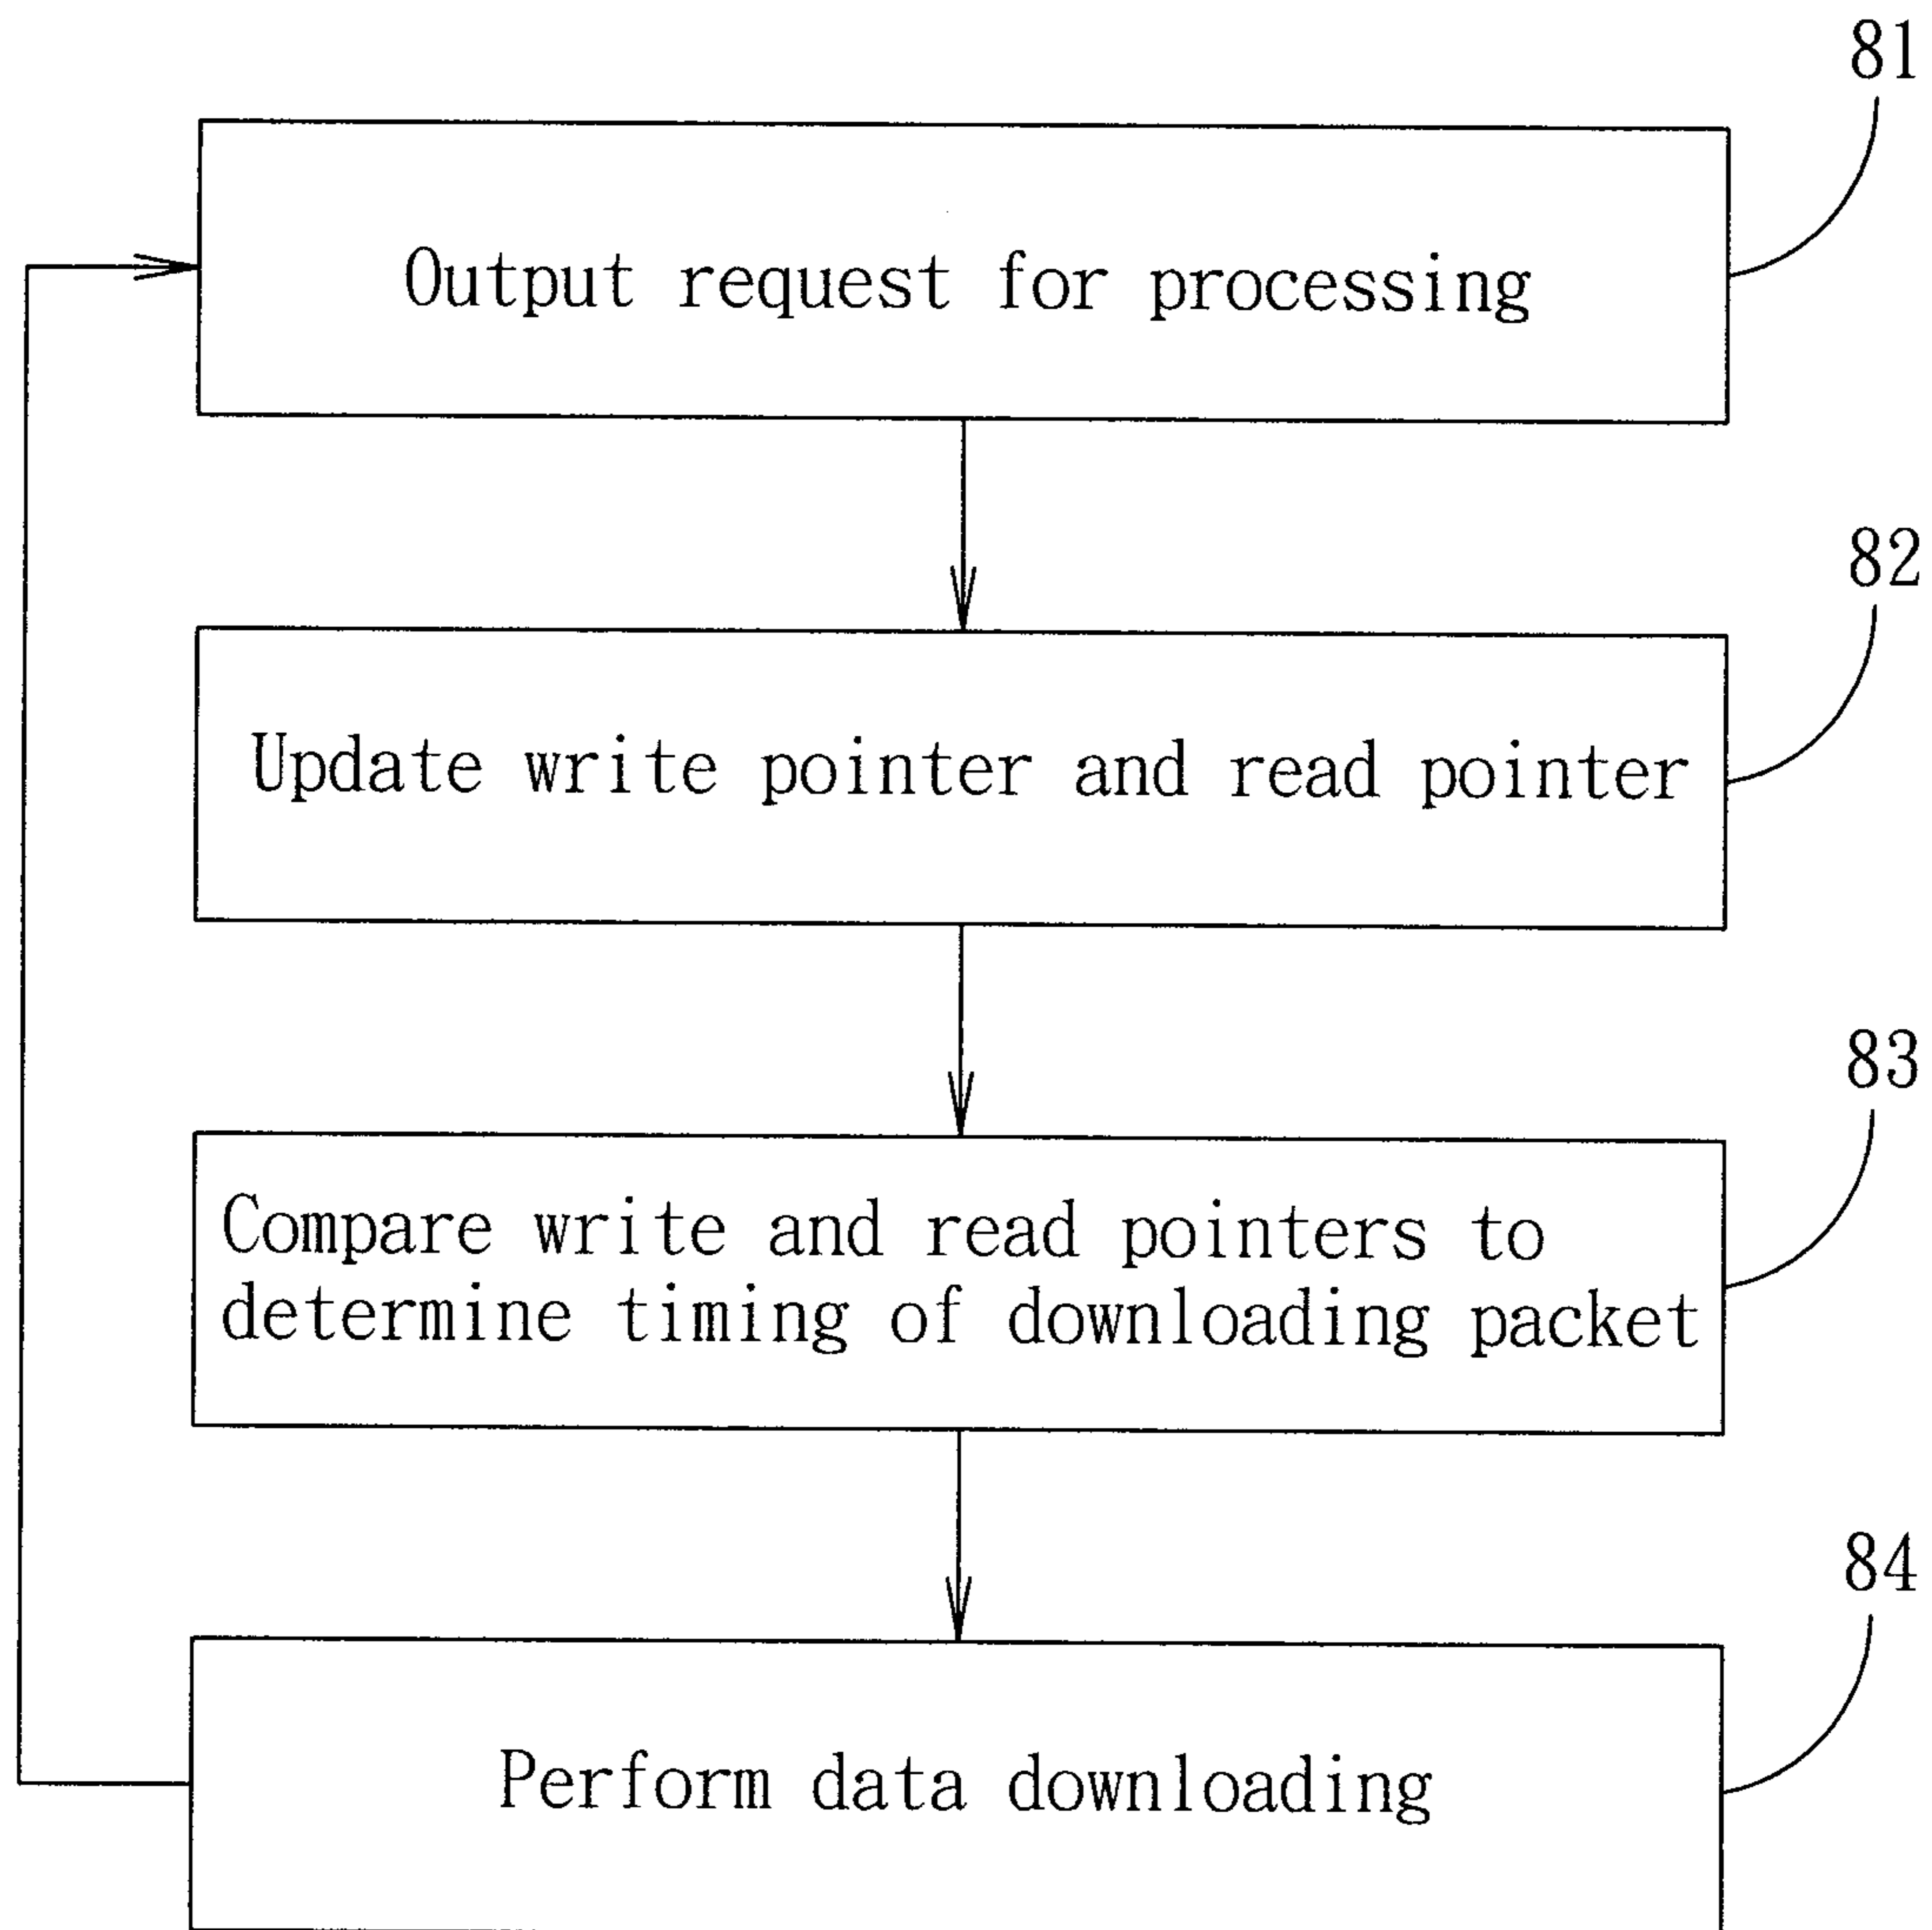 81
Output request for processing
82
Update write pointer and read pointer
83
Compare write and read pointers to
determine timing of downloading packet
84
Perform data downloading